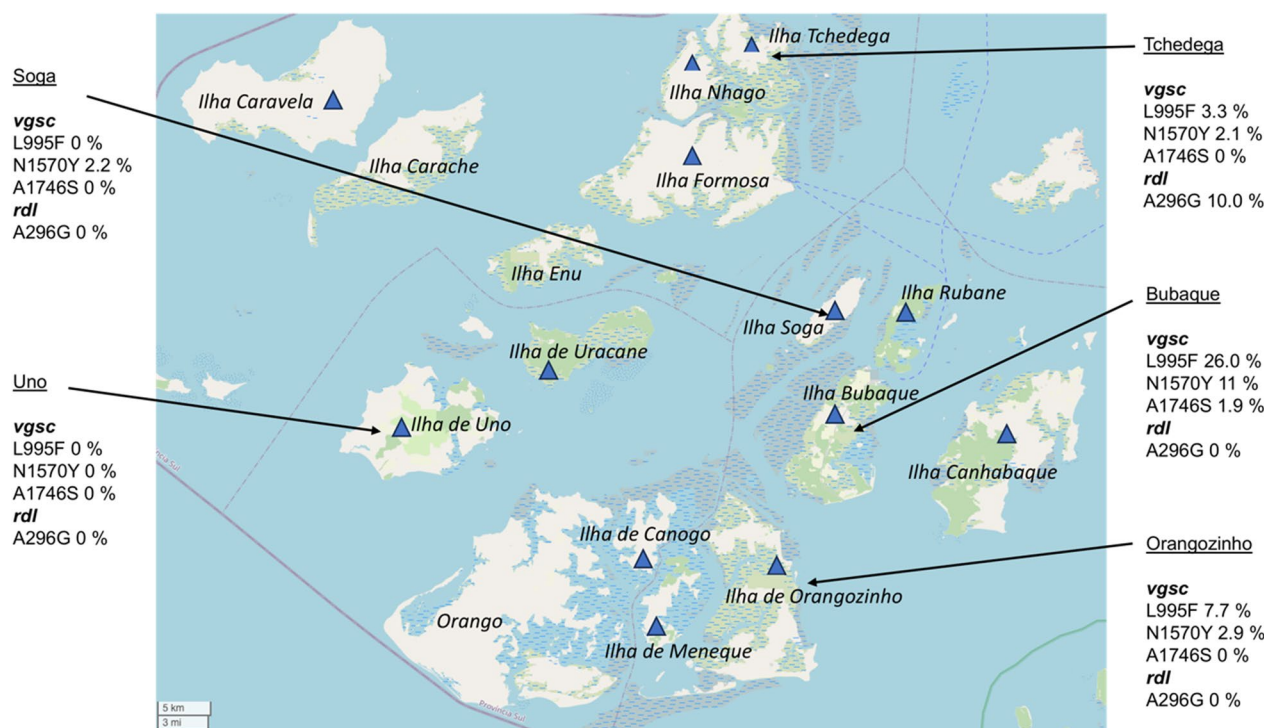 Soga
vgsc
L995F 0 %
N1570Y 2.2 %
A1746S 0 %
rdl
A296G 0 %
Uno
vgsc
L995F 0 %
N1570Y 0 %
A1746S 0 %
rdl
A296G 0 %
Ilha Tchedega
Ilha Nhago
Ilha Caravela
Ilha Carache
Ilha Formosa
Ilha Enu
Ilha Rubane
Ilha Soga
Ilha de Uracane
Ilha Bubaque
Ilha de Uno
Ilha Canhabaque
Província Sul
Ilha de Canogo
Ilha de Orangozinho
Orango
Ilha de Meneque
Província Sul
5 km
3 mi
Tchedega
vgsc
L995F 3.3 %
N1570Y 2.1 %
A1746S 0 %
rdl
A296G 10.0 %
Bubaque
vgsc
L995F 26.0 %
N1570Y 11 %
A1746S 1.9 %
rdl
A296G 0 %
Orangozinho
vgsc
L995F 7.7 %
N1570Y 2.9 %
A1746S 0 %
rdl
A296G 0 %